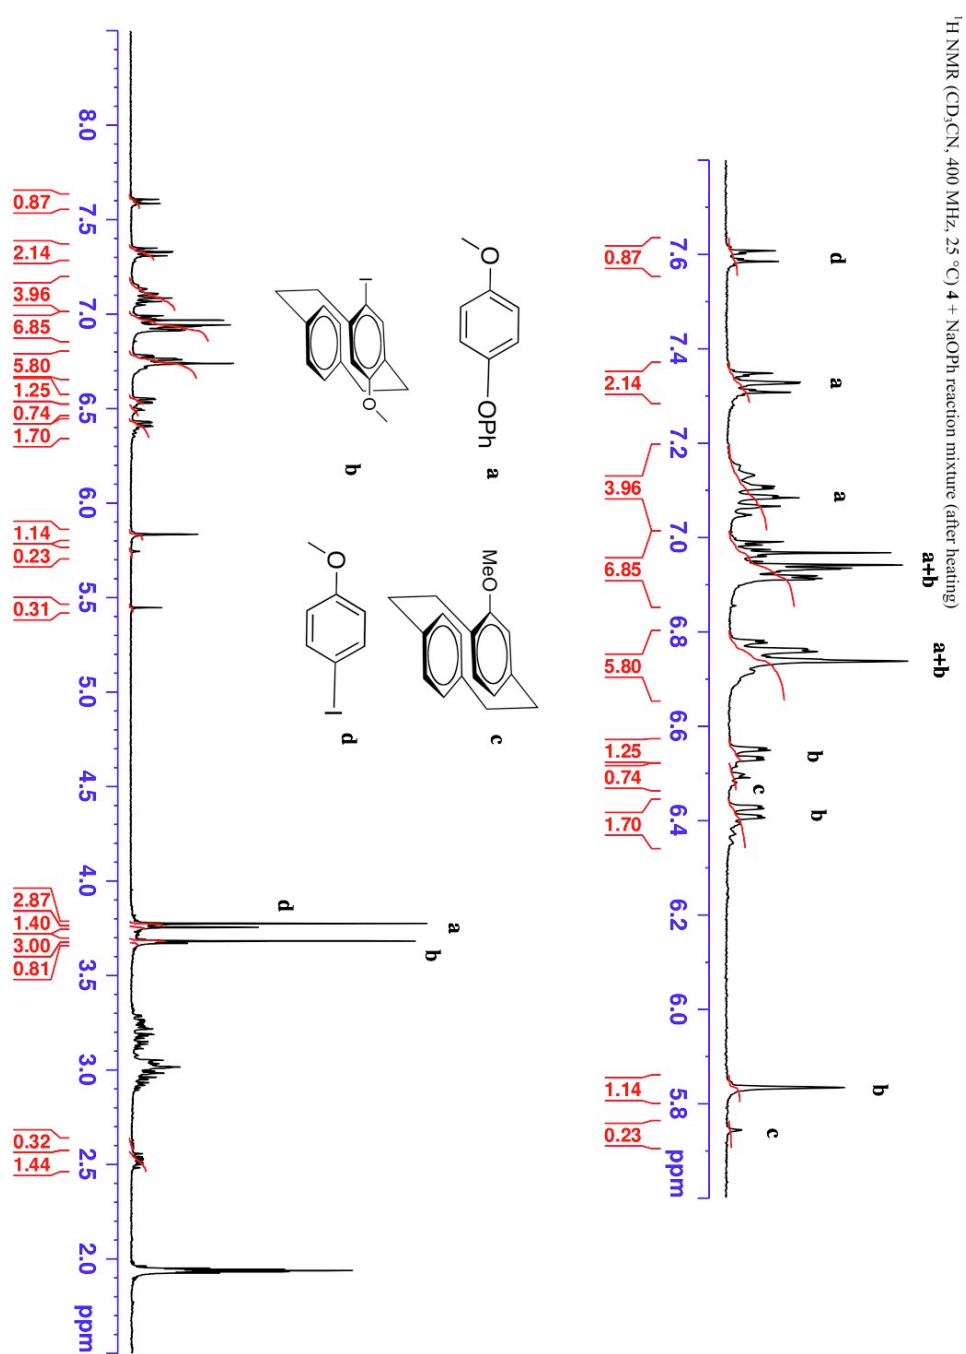 ¹H NMR (CD₃CN, 400 MHz, 25 °C) 4 + NaOPh reaction mixture (after heating)
d
a
a
a+b
a+b
b
c
b
b
c
7.6
7.4
7.2
7.0
6.8
6.6
6.4
6.2
6.0
5.8
ppm
0.87
2.14
3.96
6.85
5.80
1.25
0.74
1.70
1.14
0.23
O
OPh
a
MeO
c
I
O
b
O
I
d
d
a
b
8.0
7.5
7.0
6.5
6.0
5.5
5.0
4.5
4.0
3.5
3.0
2.5
2.0
ppm
0.87
2.14
3.96
6.85
5.80
1.25
0.74
1.70
1.14
0.23
0.31
2.87
1.40
3.00
0.81
0.32
1.44